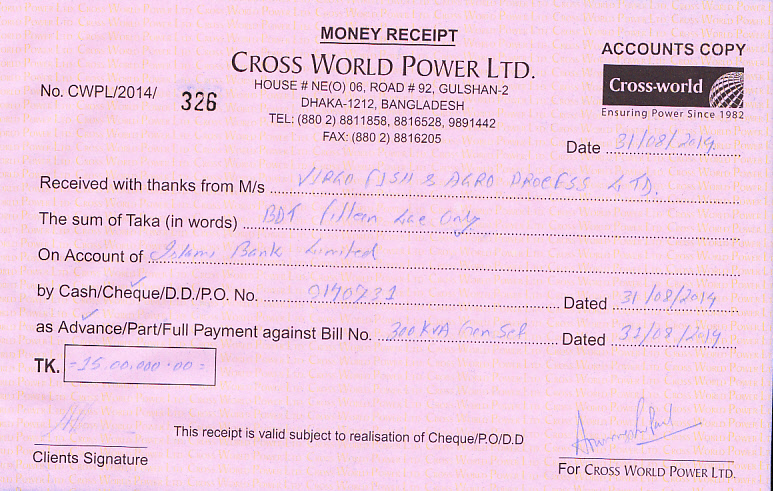 MONEY RECEIPT
ACCOUNTS COPY
CROSS WORLD POWER LTD.
Cross-world
Ensuring Power Since 1982
HOUSE # NE(O) 06, ROAD # 92, GULSHAN-2
DHAKA-1212, BANGLADESH
TEL: (880 2) 8811858, 8816528, 9891442
FAX: (880 2) 8816205
No. CWPL/2014/ 326
Date 31/08/2014
Received with thanks from M/s VIRGO FISH & AGRO PROCESS LTD.
The sum of Taka (in words) BDT fifteen Lac Only
On Account of Islami Bank Limited
by Cash/Cheque/D.D./P.O. No. 0190731 Dated 31/08/2014
as Advance/Part/Full Payment against Bill No. 300 KVA Gen Set Dated 31/08/2014
TK. =15,00,000.00=
This receipt is valid subject to realisation of Cheque/P.O/D.D
Clients Signature
For CROSS WORLD POWER LTD.